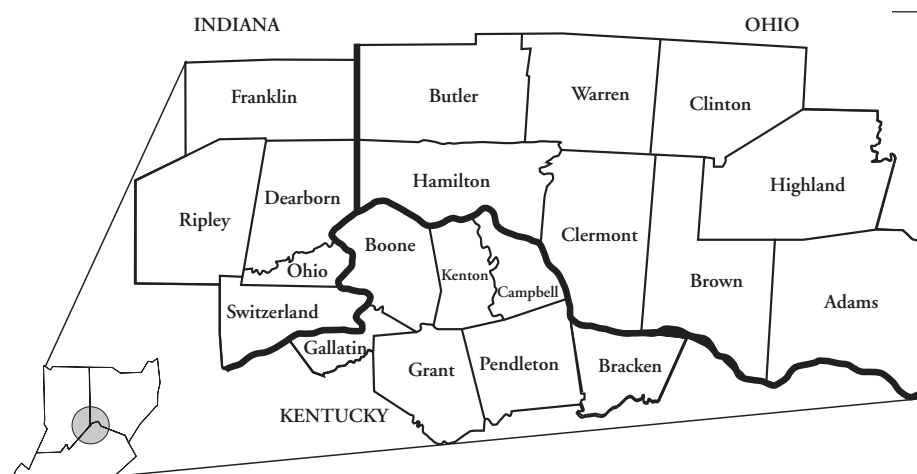 INDIANA
OHIO
Franklin
Butler
Warren
Clinton
Hamilton
Highland
Dearborn
Ripley
Clermont
Boone
Ohio
Kenton
Brown
Campbell
Switzerland
Adams
Gallatin
Grant
Pendleton
Bracken
KENTUCKY